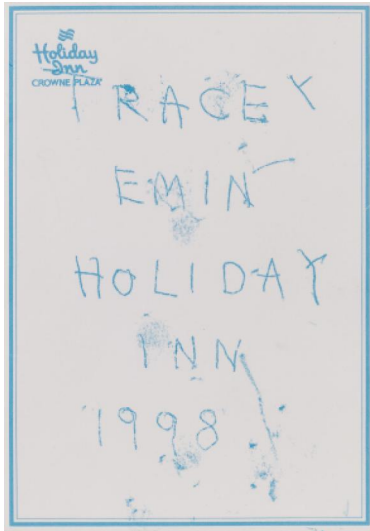 Holiday
Inn
CROWNE PLAZA®
TRACEY
EMIN
HOLIDAY
INN
1998